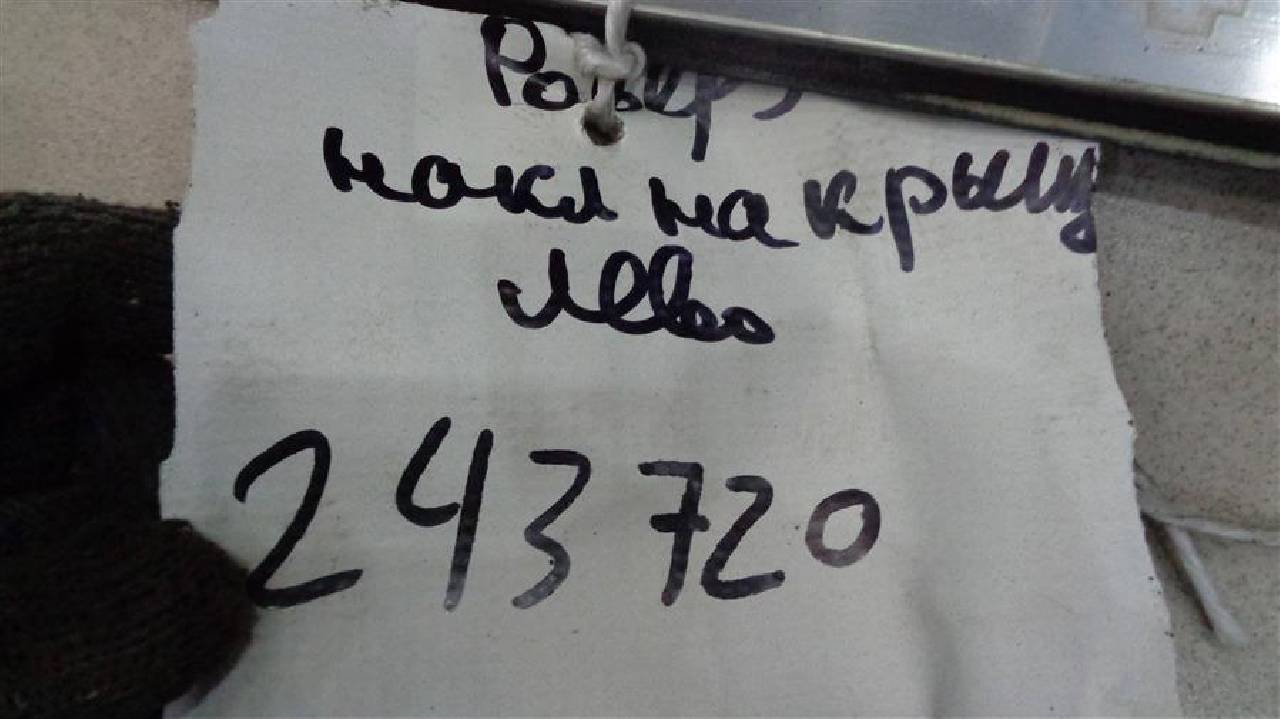 накл на крыш
лево
243720